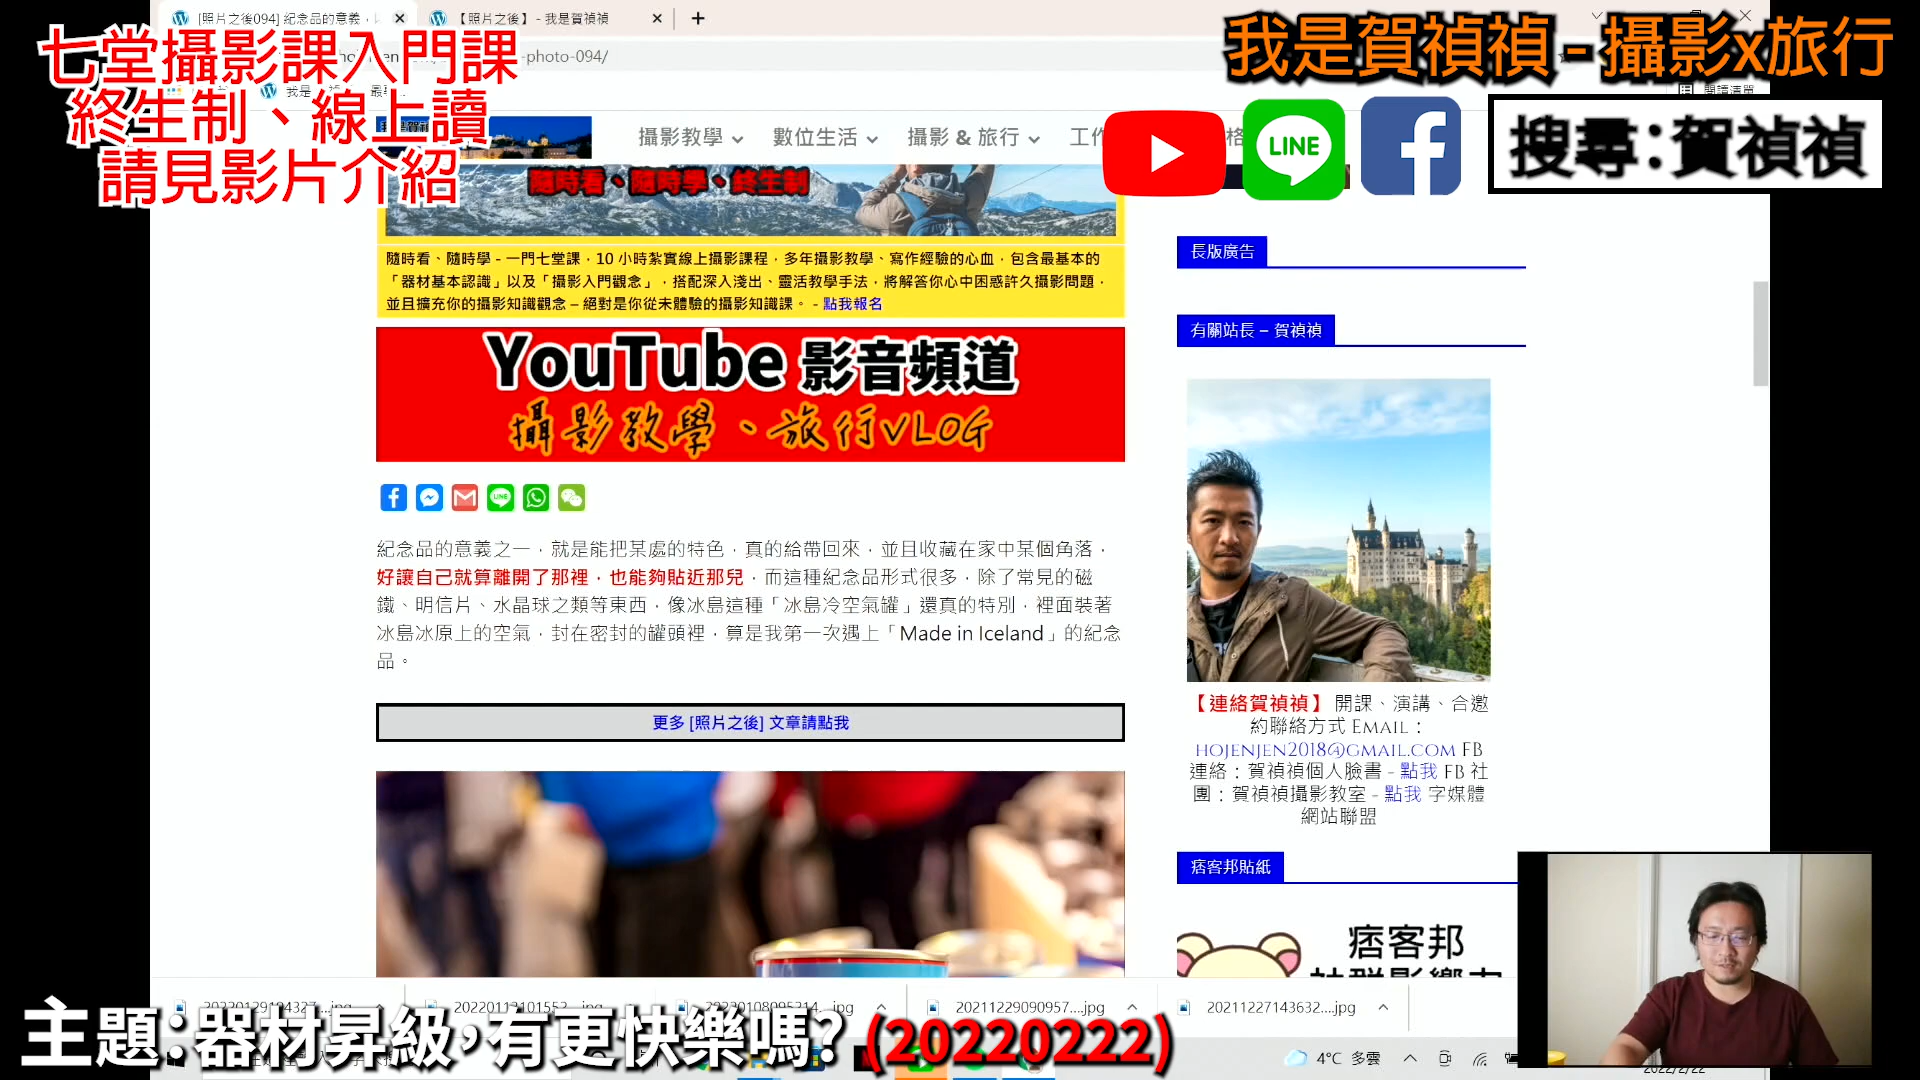 [照片之後094] 紀念品的意義，
【照片之後】 - 我是賀禎禎
七堂攝影課入門課
終生制、線上讀
請見影片介紹
我是賀禎禎 - 攝影x旅行
-photo-094/
閱讀清單
攝影教學
數位生活
攝影 & 旅行
LINE
搜尋:賀禎禎
隨時看、隨時學、終生制
隨時看、隨時學 - 一門七堂課，10 小時紮實線上攝影課程，多年攝影教學、寫作經驗的心血，包含最基本的
「器材基本認識」以及「攝影入門觀念」，搭配深入淺出、靈活教學手法，將解答你心中困惑許久攝影問題，
並且擴充你的攝影知識觀念 – 絕對是你從未體驗的攝影知識課。 - 點我報名
YouTube 影音頻道
攝影教學、旅行VLOG
紀念品的意義之一，就是能把某處的特色，真的給帶回來，並且收藏在家中某個角落，
好讓自己就算離開了那裡，也能夠貼近那兒，而這種紀念品形式很多，除了常見的磁
鐵、明信片、水晶球之類等東西，像冰島這種「冰島冷空氣罐」還真的特別，裡面裝著
冰島冰原上的空氣，封在密封的罐頭裡，算是我第一次遇上「Made in Iceland」的紀念
品。
更多 [照片之後] 文章請點我
長版廣告
有關站長 – 賀禎禎
【連絡賀禎禎】 開課、演講、合邀
約聯絡方式 EMAIL：
HOJENJEN2018@GMAIL.COM FB
連絡：賀禎禎個人臉書 - 點我 FB 社
團：賀禎禎攝影教室 - 點我 字媒體
網站聯盟
痞客邦貼紙
痞客邦
20211229090957....jpg
20211227143632....jpg
主題:器材昇級,有更快樂嗎? (20220222)
4°C 多雲
2022/2/22